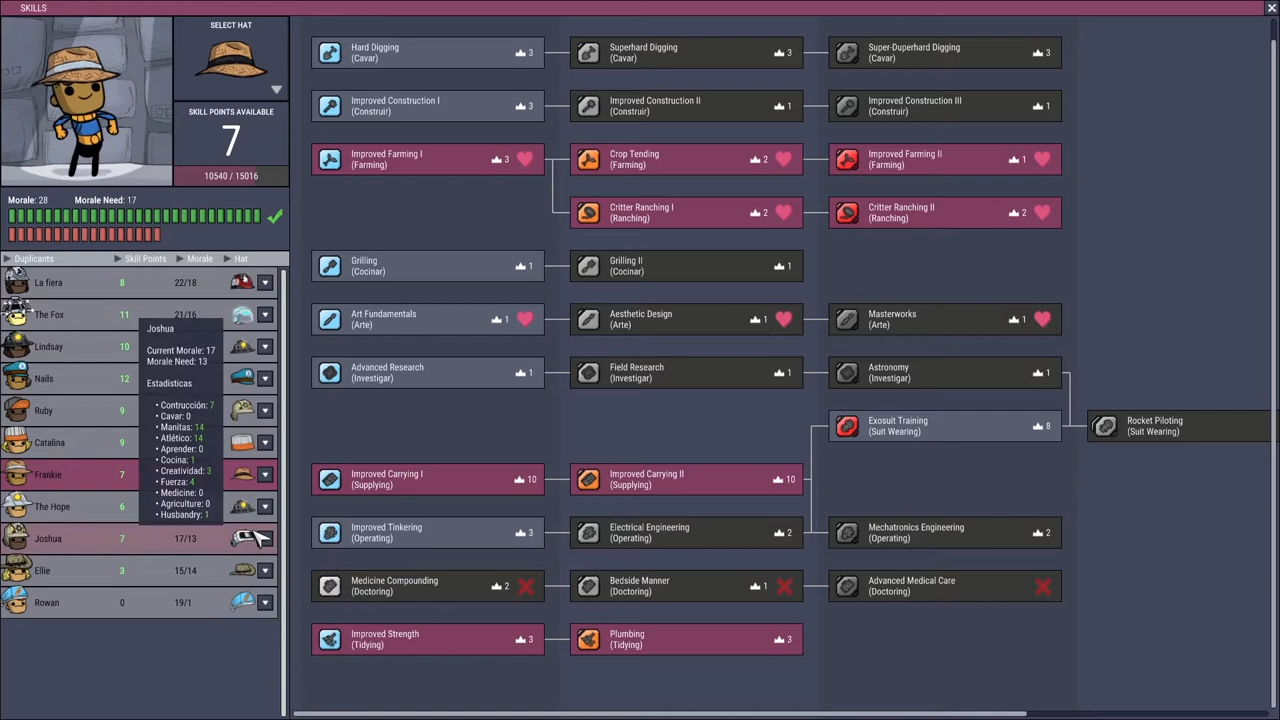 SKILLS
SELECT HAT
SKILL POINTS AVAILABLE
7
10540 / 15016
Morale: 28
Morale Need: 17
Duplicants
Skill Points
Morale
Hat
La fiera 8 22/18
The Fox 11 21/16
Lindsay 10
Nails 12
Ruby 9
Catalina 9
Frankie 7
The Hope 6
Joshua 7 17/13
Ellie 3 15/14
Rowan 0 19/1
Joshua
Current Morale: 17
Morale Need: 13
Estadisticas
• Contrucción: 7
• Cavar: 0
• Manitas: 14
• Atlético: 14
• Aprender: 0
• Cocina: 1
• Creatividad: 3
• Fuerza: 4
• Medicine: 0
• Agriculture: 0
• Husbandry: 1
Hard Digging
(Cavar)
3
Superhard Digging
(Cavar)
3
Super-Duperhard Digging
(Cavar)
3
Improved Construction I
(Construir)
3
Improved Construction II
(Construir)
1
Improved Construction III
(Construir)
1
Improved Farming I
(Farming)
3
Crop Tending
(Farming)
2
Improved Farming II
(Farming)
1
Critter Ranching I
(Ranching)
2
Critter Ranching II
(Ranching)
2
Grilling
(Cocinar)
1
Grilling II
(Cocinar)
1
Art Fundamentals
(Arte)
1
Aesthetic Design
(Arte)
1
Masterworks
(Arte)
1
Advanced Research
(Investigar)
1
Field Research
(Investigar)
1
Astronomy
(Investigar)
1
Exosuit Training
(Suit Wearing)
8
Rocket Piloting
(Suit Wearing)
Improved Carrying I
(Supplying)
10
Improved Carrying II
(Supplying)
10
Improved Tinkering
(Operating)
3
Electrical Engineering
(Operating)
2
Mechatronics Engineering
(Operating)
2
Medicine Compounding
(Doctoring)
2
Bedside Manner
(Doctoring)
1
Advanced Medical Care
(Doctoring)
Improved Strength
(Tidying)
3
Plumbing
(Tidying)
3